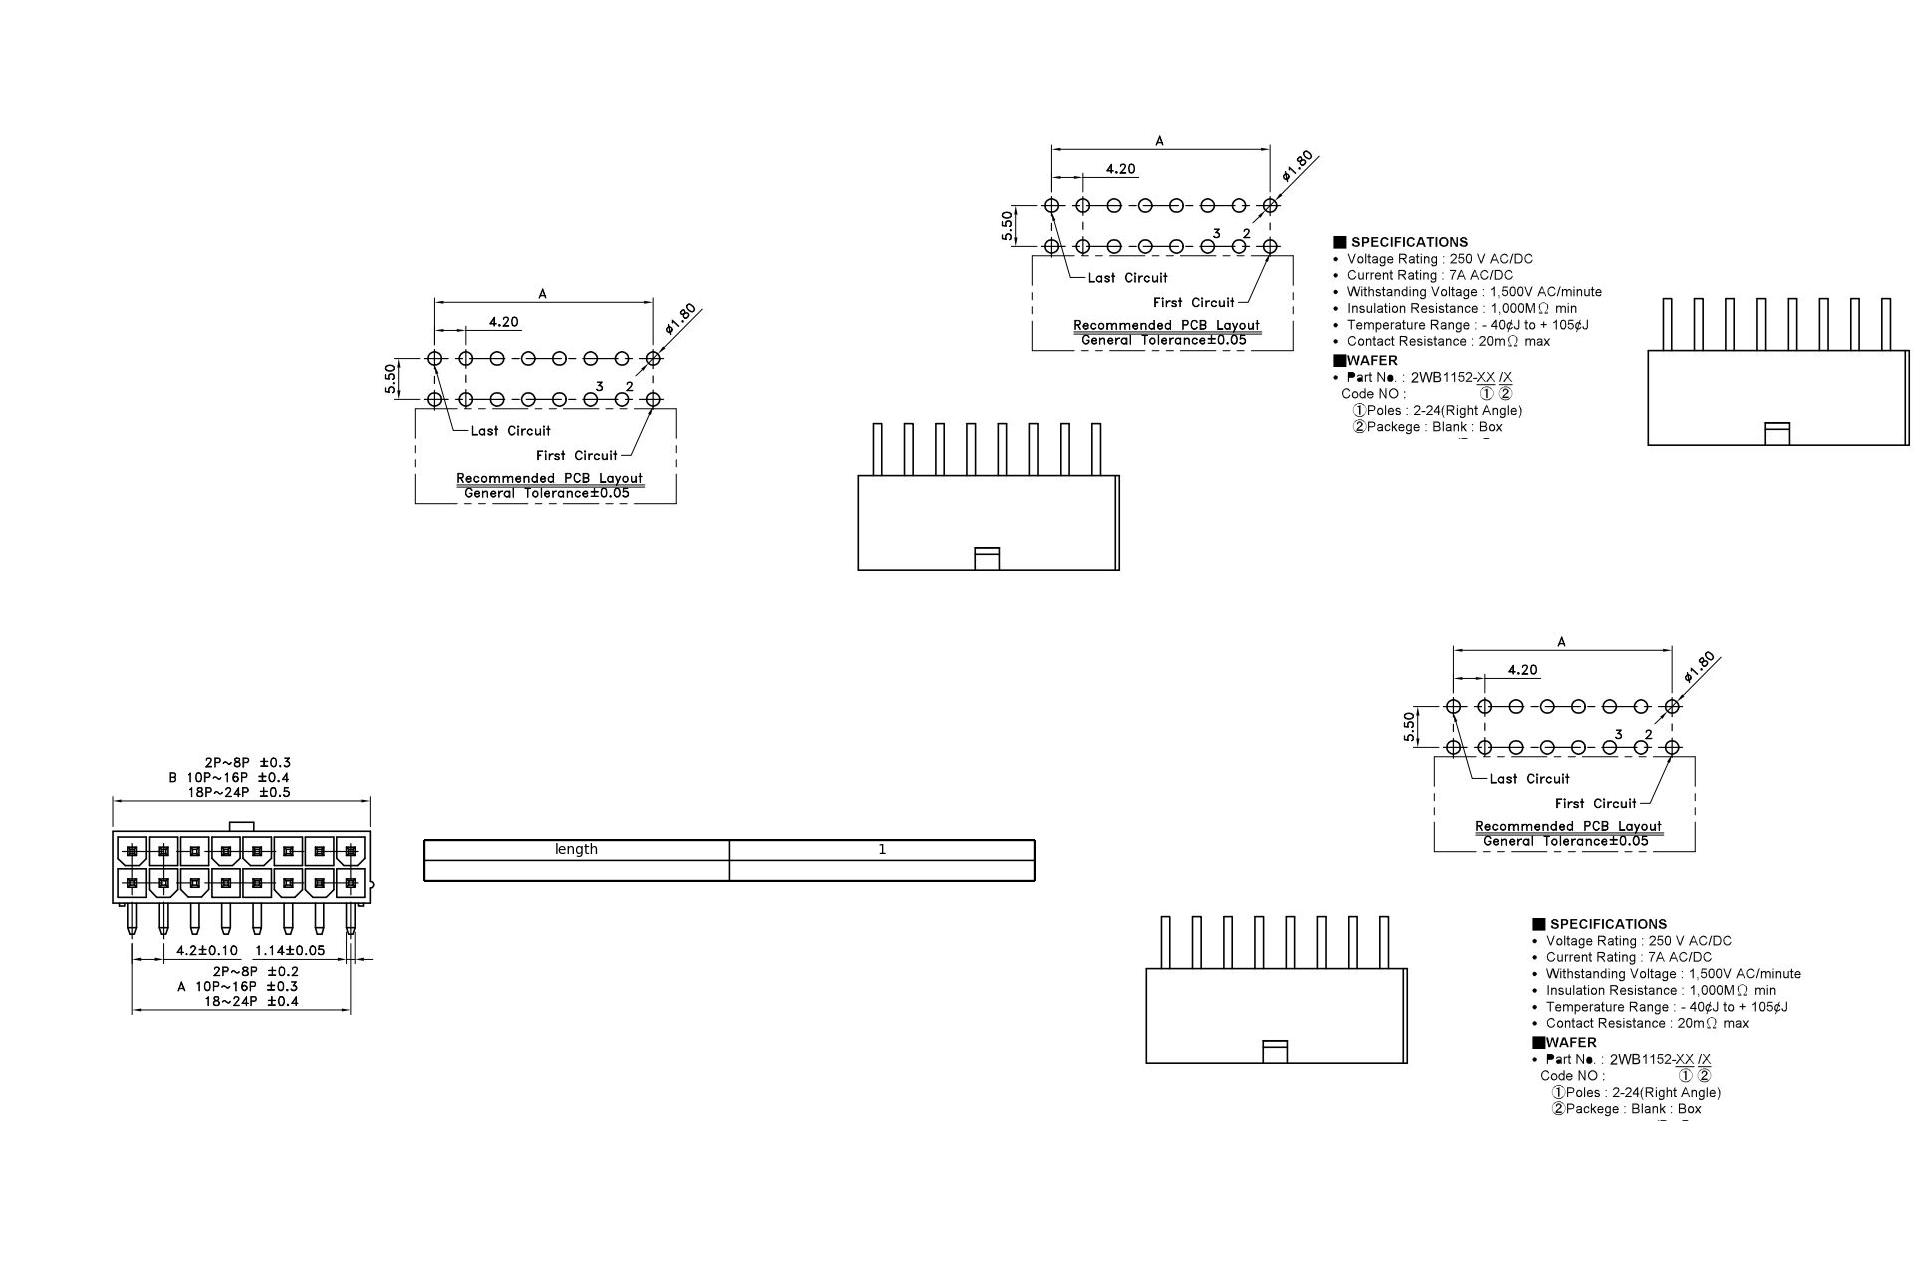 A
4.20
ø1.80
5.50
3 2
Last Circuit
First Circuit
Recommended PCB Layout
General Tolerance±0.05
SPECIFICATIONS
• Voltage Rating : 250 V AC/DC
• Current Rating : 7A AC/DC
• Withstanding Voltage : 1,500V AC/minute
• Insulation Resistance : 1,000MΩ min
• Temperature Range : - 40¢J to + 105¢J
• Contact Resistance : 20mΩ max
WAFER
• Part No. : 2WB1152-XX /X
Code NO : ① ②
①Poles : 2-24(Right Angle)
②Packege : Blank : Box
A
4.20
ø1.80
5.50
3 2
Last Circuit
First Circuit
Recommended PCB Layout
General Tolerance±0.05
A
4.20
ø1.80
5.50
3 2
Last Circuit
First Circuit
Recommended PCB Layout
General Tolerance±0.05
2P~8P ±0.3
B 10P~16P ±0.4
18P~24P ±0.5
4.2±0.10 1.14±0.05
2P~8P ±0.2
A 10P~16P ±0.3
18~24P ±0.4
length 1
SPECIFICATIONS
• Voltage Rating : 250 V AC/DC
• Current Rating : 7A AC/DC
• Withstanding Voltage : 1,500V AC/minute
• Insulation Resistance : 1,000MΩ min
• Temperature Range : - 40¢J to + 105¢J
• Contact Resistance : 20mΩ max
WAFER
• Part No. : 2WB1152-XX /X
Code NO : ① ②
①Poles : 2-24(Right Angle)
②Packege : Blank : Box